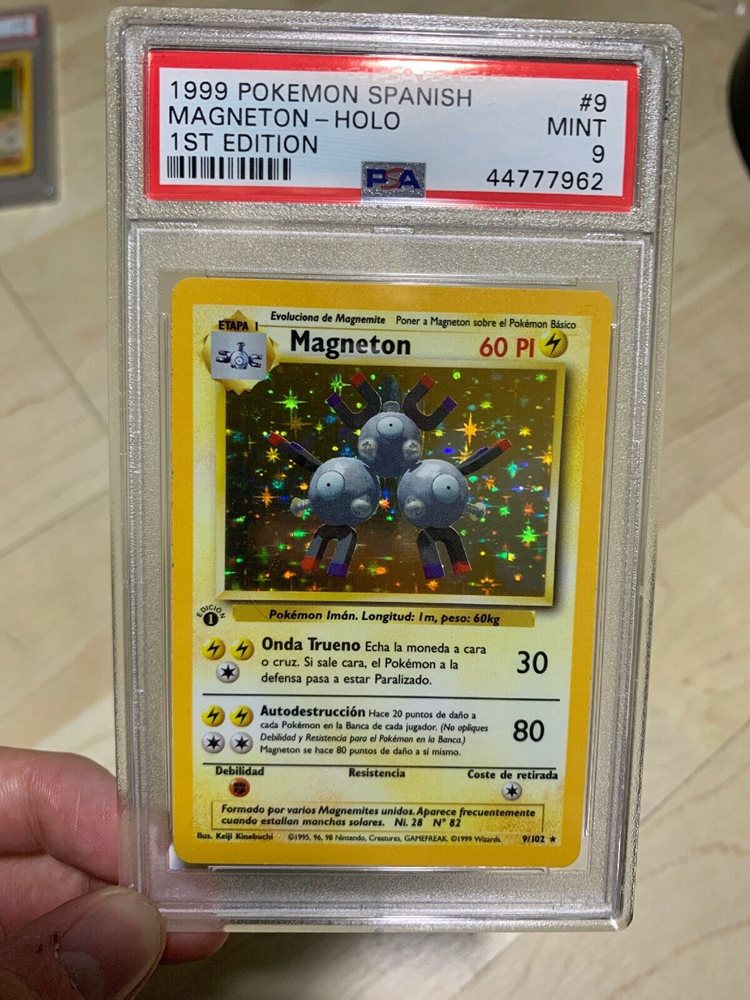 1999 POKEMON SPANISH #9
MAGNETON - HOLO MINT
1ST EDITION 9
PSA 44777962
Evoluciona de Magnemite Poner a Magneton sobre el Pokémon Básico
ETAPA 1
Magneton 60 PI
EDICIÓN
1
Pokémon Imán. Longitud: 1m, peso: 60kg
Onda Trueno Echa la moneda a cara
o cruz. Si sale cara, el Pokémon a la 30
defensa pasa a estar Paralizado.
Autodestrucción Hace 20 puntos de daño a
cada Pokémon en la Banca de cada jugador. (No apliques 80
Debilidad y Resistencia para el Pokémon en la Banca.)
Magneton se hace 80 puntos de daño a sí mismo.
Debilidad Resistencia Coste de retirada
Formado por varios Magnemites unidos. Aparece frecuentemente
cuando estallan manchas solares. Ni. 28 N° 82
Ilus. Keiji Kinebuchi ©1995, 96, 98 Nintendo, Creatures, GAMEFREAK. ©1999 Wizards. 9/102 ★